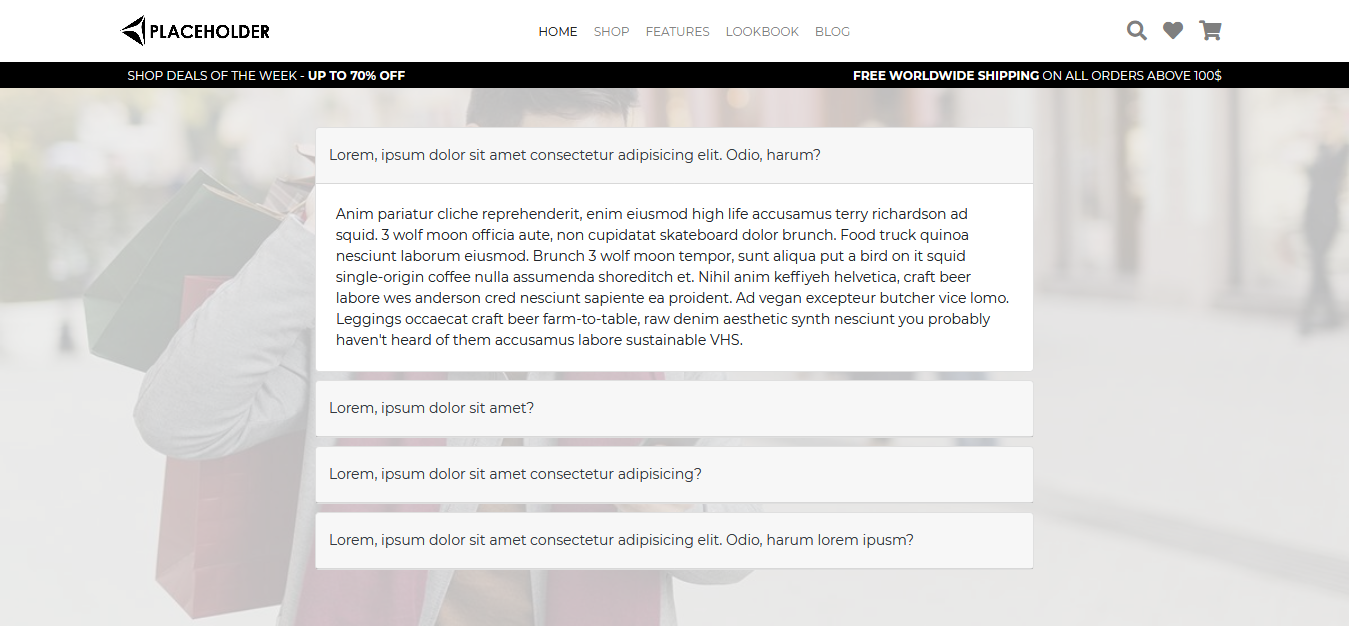 PLACEHOLDER
HOME SHOP FEATURES LOOKBOOK BLOG
SHOP DEALS OF THE WEEK - UP TO 70% OFF
FREE WORLDWIDE SHIPPING ON ALL ORDERS ABOVE 100$
Lorem, ipsum dolor sit amet consectetur adipisicing elit. Odio, harum?
Anim pariatur cliche reprehenderit, enim eiusmod high life accusamus terry richardson ad
squid. 3 wolf moon officia aute, non cupidatat skateboard dolor brunch. Food truck quinoa
nesciunt laborum eiusmod. Brunch 3 wolf moon tempor, sunt aliqua put a bird on it squid
single-origin coffee nulla assumenda shoreditch et. Nihil anim keffiyeh helvetica, craft beer
labore wes anderson cred nesciunt sapiente ea proident. Ad vegan excepteur butcher vice lomo.
Leggings occaecat craft beer farm-to-table, raw denim aesthetic synth nesciunt you probably
haven't heard of them accusamus labore sustainable VHS.
Lorem, ipsum dolor sit amet?
Lorem, ipsum dolor sit amet consectetur adipisicing?
Lorem, ipsum dolor sit amet consectetur adipisicing elit. Odio, harum lorem ipusm?